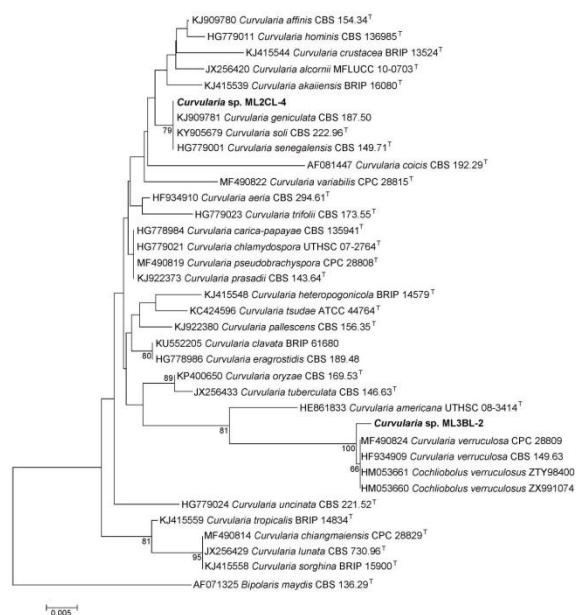 KJ909780 Curvularia affinis CBS 154.34T
HG779011 Curvularia hominis CBS 136985T
KJ415544 Curvularia crustacea BRIP 13524T
JX256420 Curvularia alcornii MFLUCC 10-0703T
KJ415539 Curvularia akaiiensis BRIP 16080T
Curvularia sp. ML2CL-4
KJ909781 Curvularia geniculata CBS 187.50
KY905679 Curvularia soli CBS 222.96T
79
HG779001 Curvularia senegalensis CBS 149.71T
AF081447 Curvularia coicis CBS 192.29T
MF490822 Curvularia variabilis CPC 28815T
HF934910 Curvularia aeria CBS 294.61T
HG779023 Curvularia trifolii CBS 173.55T
HG778984 Curvularia carica-papayae CBS 135941T
HG779021 Curvularia chlamydospora UTHSC 07-2764T
MF490819 Curvularia pseudobrachyspora CPC 28808T
KJ922373 Curvularia prasadii CBS 143.64T
KJ415548 Curvularia heteropogonicola BRIP 14579T
KC424596 Curvularia tsudae ATCC 44764T
KJ922380 Curvularia pallescens CBS 156.35T
KU552205 Curvularia clavata BRIP 61680
80
HG778986 Curvularia eragrostidis CBS 189.48
KP400650 Curvularia oryzae CBS 169.53T
89
JX256433 Curvularia tuberculata CBS 146.63T
HE861833 Curvularia americana UTHSC 08-3414T
81
Curvularia sp. ML3BL-2
100
MF490824 Curvularia verruculosa CPC 28809
HF934909 Curvularia verruculosa CBS 149.63
66
HM053661 Cochliobolus verruculosus ZTY98400
HM053660 Cochliobolus verruculosus ZX991074
HG779024 Curvularia uncinata CBS 221.52T
KJ415559 Curvularia tropicalis BRIP 14834T
81
MF490814 Curvularia chiangmaiensis CPC 28829T
JX256429 Curvularia lunata CBS 730.96T
95
KJ415558 Curvularia sorghina BRIP 15900T
AF071325 Bipolaris maydis CBS 136.29T
0.005